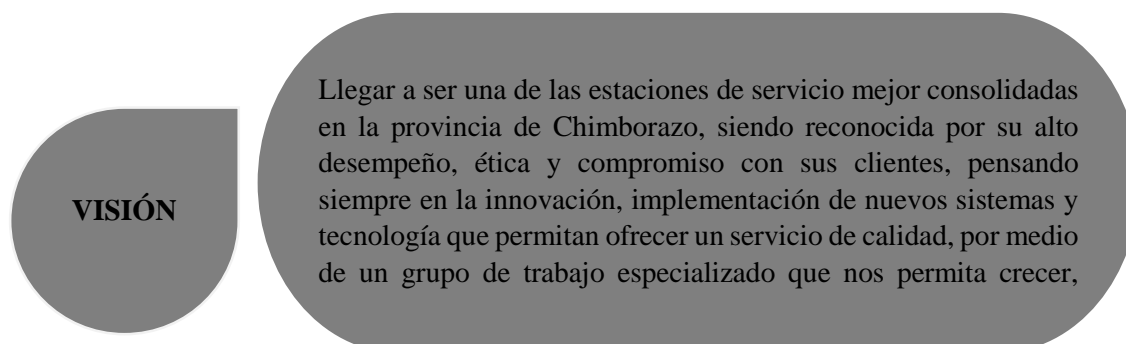 VISIÓN
Llegar a ser una de las estaciones de servicio mejor consolidadas
en la provincia de Chimborazo, siendo reconocida por su alto
desempeño, ética y compromiso con sus clientes, pensando
siempre en la innovación, implementación de nuevos sistemas y
tecnología que permitan ofrecer un servicio de calidad, por medio
de un grupo de trabajo especializado que nos permita crecer,